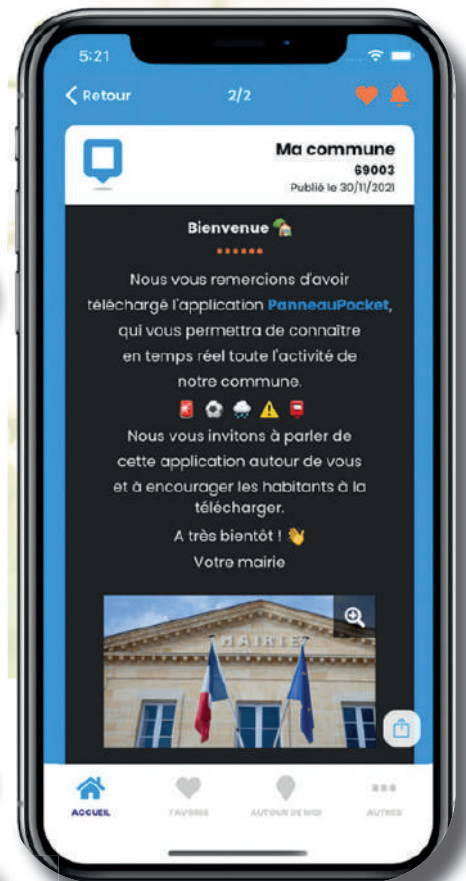 5:21
Retour
2/2
Ma commune
69003
Publié le 30/11/2021
Bienvenue
Nous vous remercions d'avoir
téléchargé l'application PanneauPocket,
qui vous permettra de connaître
en temps réel toute l'activité de
notre commune.
Nous vous invitons à parler de
cette application autour de vous
et à encourager les habitants à la
télécharger.
A très bientôt !
Votre mairie
MAIRIE
ACCUEIL
FAVORIS
AUTOUR DE MOI
AUTRES